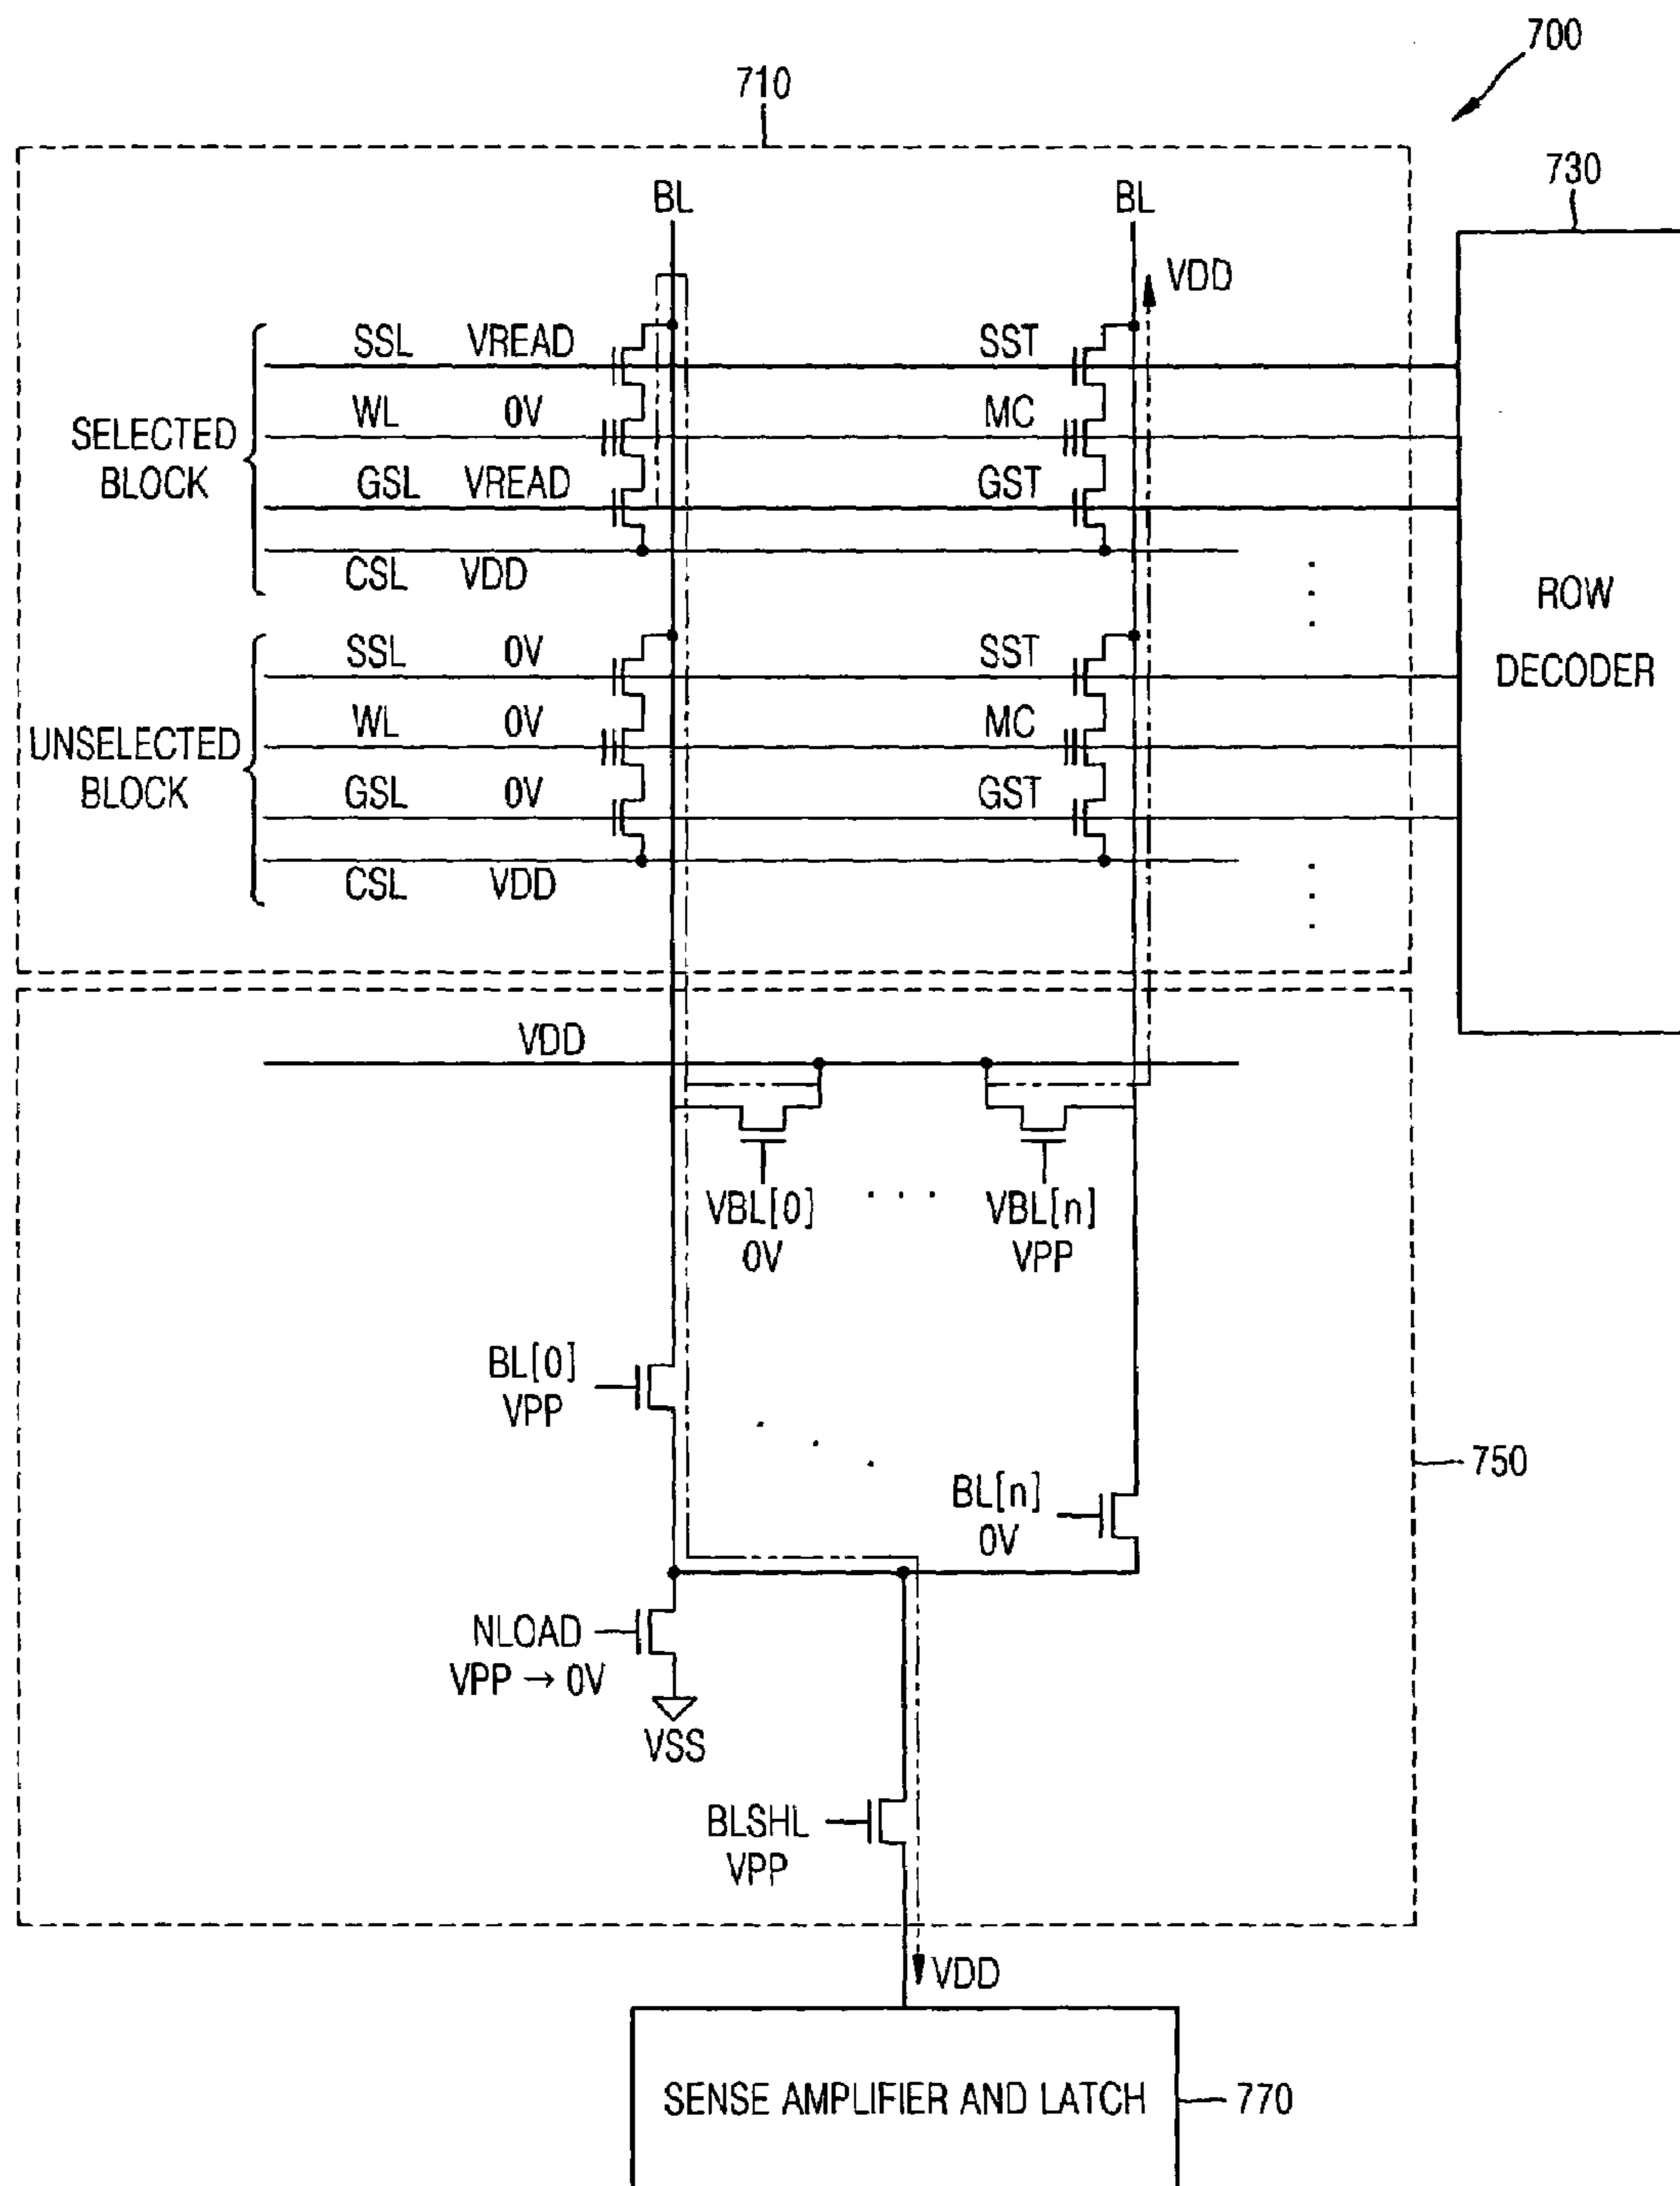 700
710
730
BL BL
VDD
SSL VREAD SST
WL 0V MC
SELECTED
BLOCK
GSL VREAD GST
CSL VDD
ROW
DECODER
SSL 0V SST
WL 0V MC
UNSELECTED
BLOCK
GSL 0V GST
CSL VDD
VDD
VBL[0] . . . VBL[n]
0V VPP
BL[0]
VPP
750
BL[n]
0V
NLOAD
VPP → 0V
VSS
BLSHL
VPP
VDD
SENSE AMPLIFIER AND LATCH
770